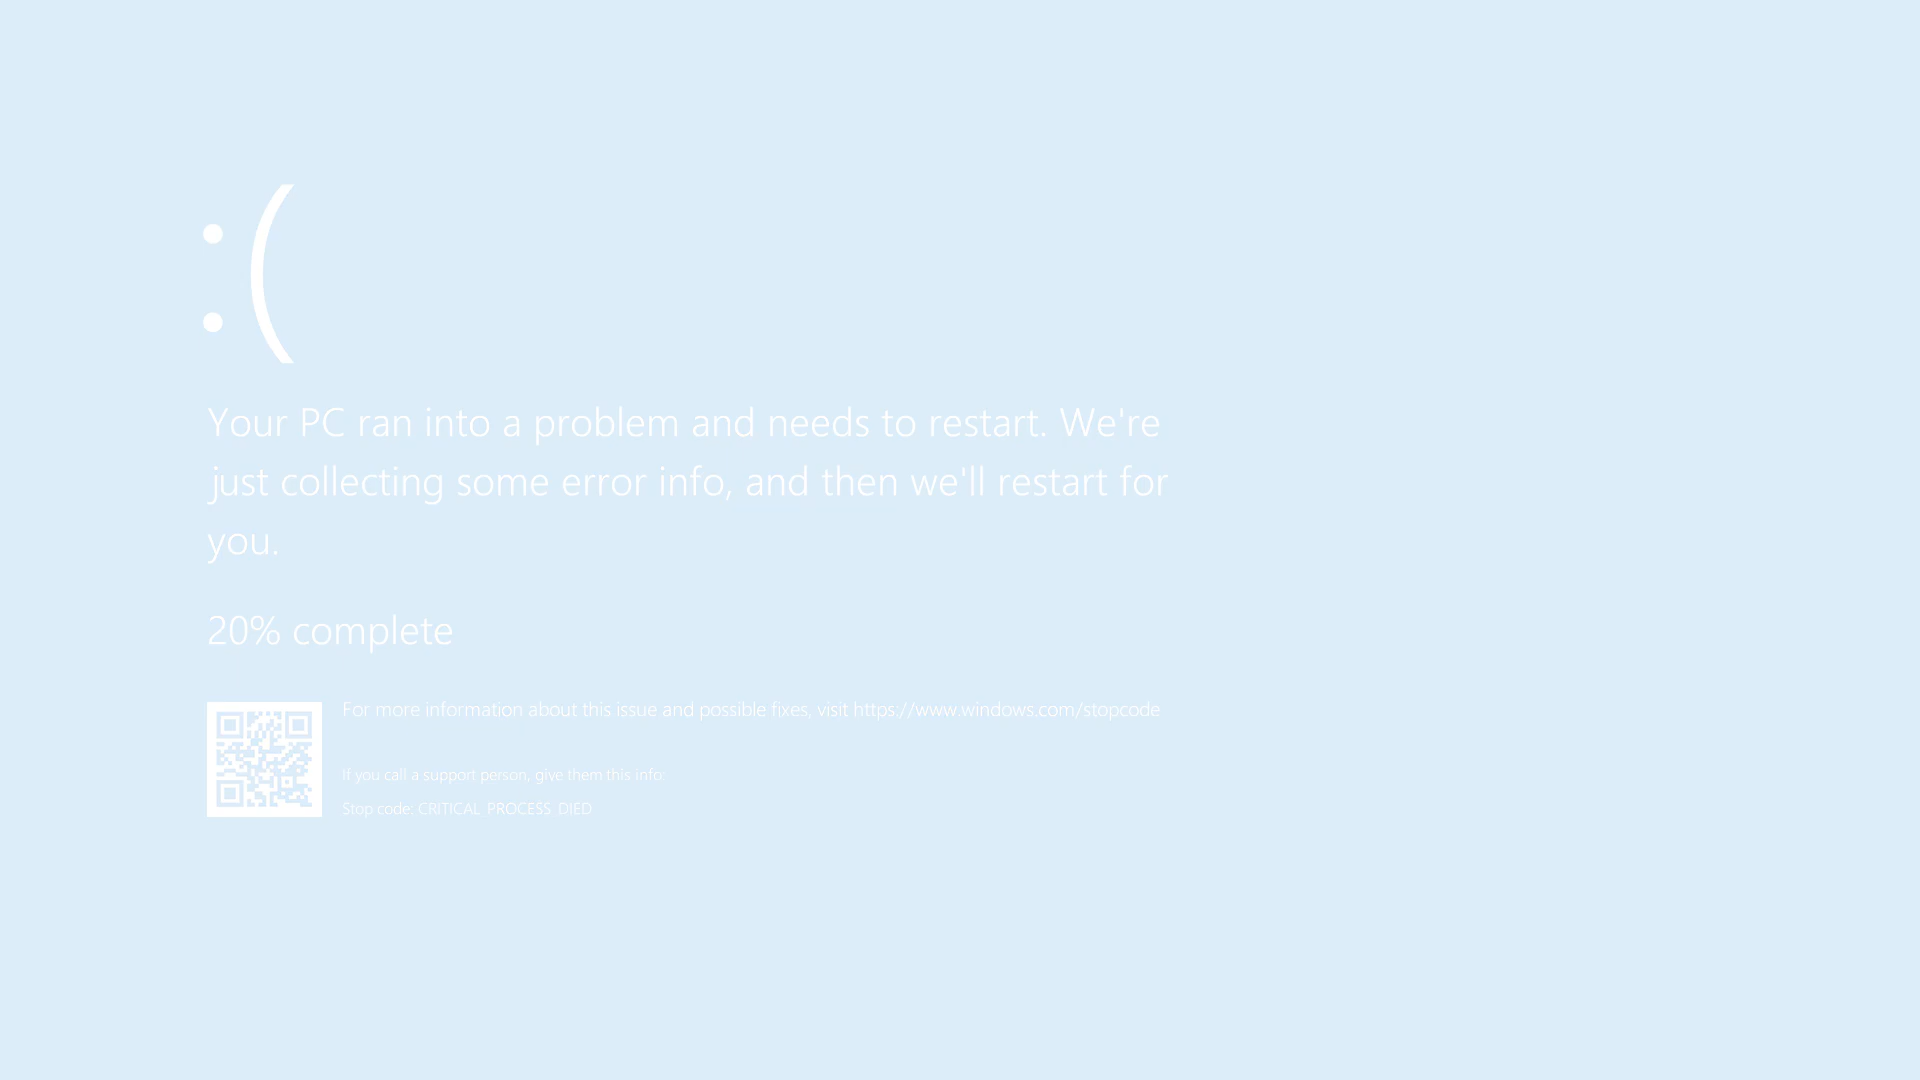 :(
Your PC ran into a problem and needs to restart. We're
just collecting some error info, and then we'll restart for
you.
20% complete
For more information about this issue and possible fixes, visit https://www.windows.com/stopcode
If you call a support person, give them this info:
Stop code: CRITICAL_PROCESS_DIED